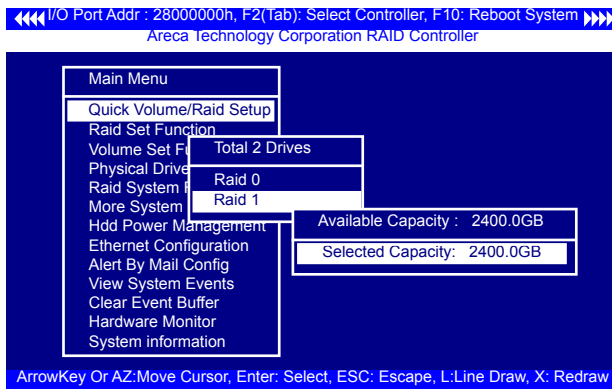 I/O Port Addr : 28000000h, F2(Tab): Select Controller, F10: Reboot System
Areca Technology Corporation RAID Controller
Main Menu
Quick Volume/Raid Setup
Raid Set Function
Volume Set Fu
Physical Drive
Raid System F
More System
Hdd Power Management
Ethernet Configuration
Alert By Mail Config
View System Events
Clear Event Buffer
Hardware Monitor
System information
Total 2 Drives
Raid 0
Raid 1
Available Capacity : 2400.0GB
Selected Capacity: 2400.0GB
ArrowKey Or AZ:Move Cursor, Enter: Select, ESC: Escape, L:Line Draw, X: Redraw